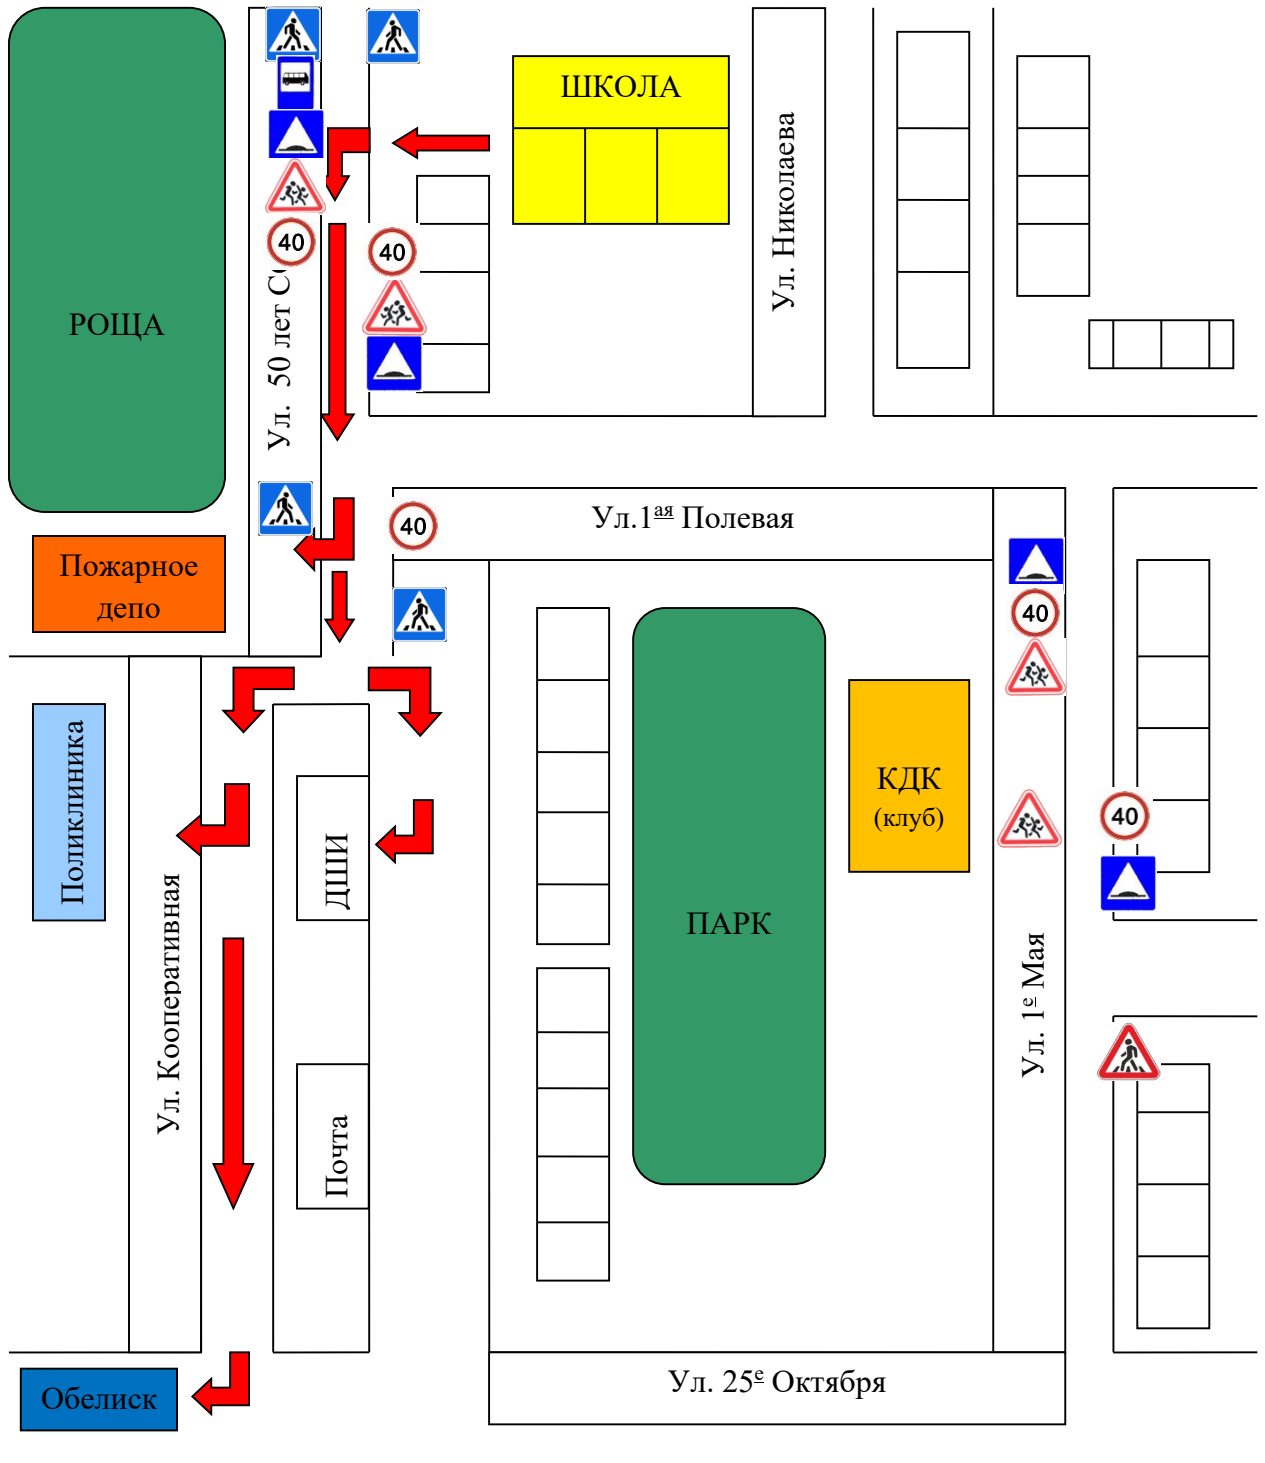 ШКОЛА
Ул. Николаева
40
40
РОЩА
Ул. 50 лет С
40
Ул.1ая Полевая
Пожарное
депо
40
Поликлиника
ДШИ
КДК
(клуб)
40
ПАРК
Ул. Кооперативная
Ул. 1е Мая
Почта
Обелиск
Ул. 25е Октября